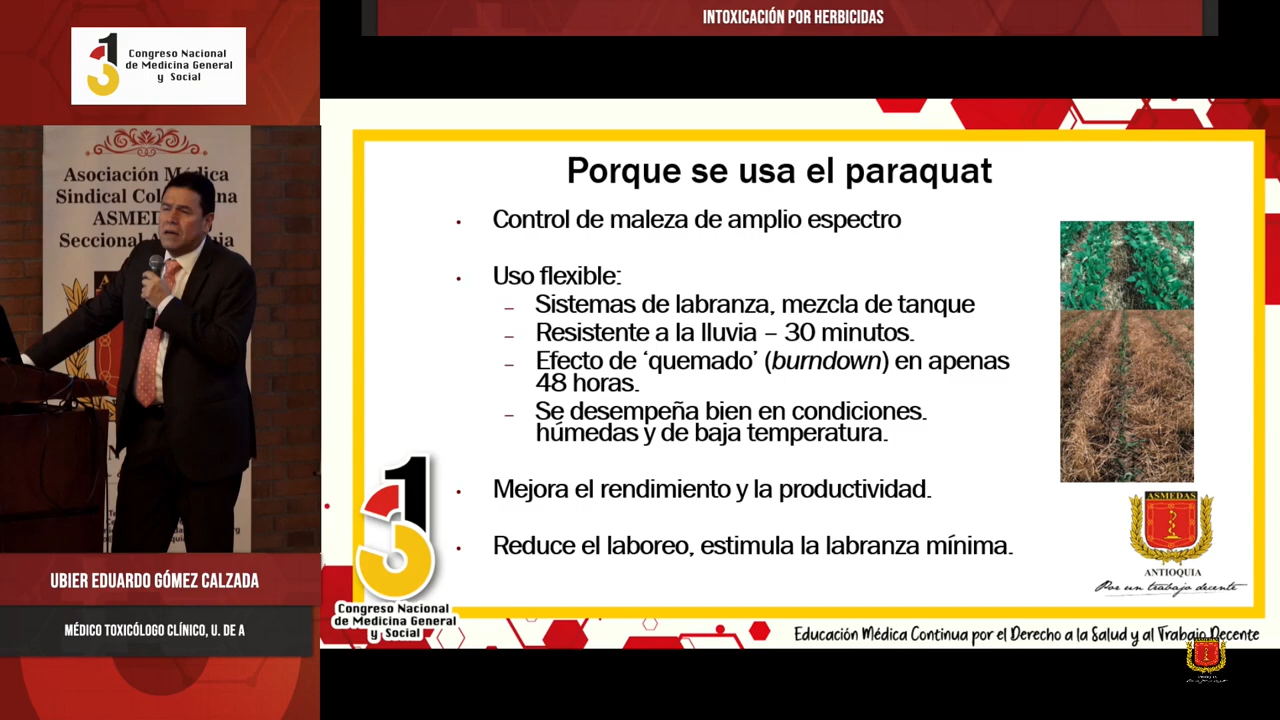 INTOXICACIÓN POR HERBICIDAS
Congreso Nacional
de Medicina General
y Social
Asociación Médica
Sindical
ASMED
Seccional
UBIER EDUARDO GÓMEZ CALZADA
MÉDICO TOXICÓLOGO CLÍNICO, U. DE A
Porque se usa el paraquat
• Control de maleza de amplio espectro
• Uso flexible:
– Sistemas de labranza, mezcla de tanque
– Resistente a la lluvia – 30 minutos.
– Efecto de ‘quemado’ (burndown) en apenas
48 horas.
– Se desempeña bien en condiciones.
húmedas y de baja temperatura.
• Mejora el rendimiento y la productividad.
• Reduce el laboreo, estimula la labranza mínima.
ASMEDAS
ANTIOQUIA
Por un trabajo decente
Congreso Nacional
de Medicina General
y Social
Educación Médica Continua por el Derecho a la Salud y al Trabajo Decente